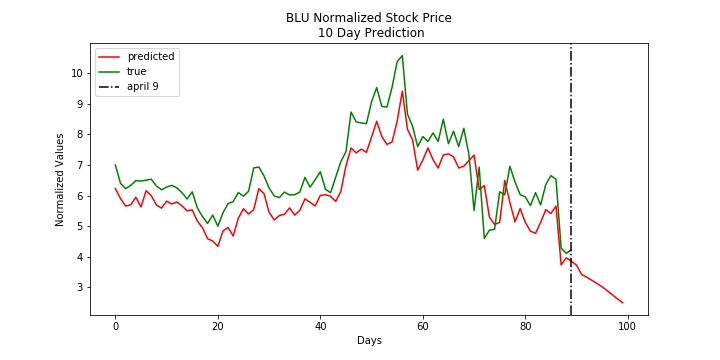 BLU Normalized Stock Price
10 Day Prediction
predicted
true
april 9
10
9
8
7
6
5
4
3
Normalized Values
0
20
40
60
80
100
Days